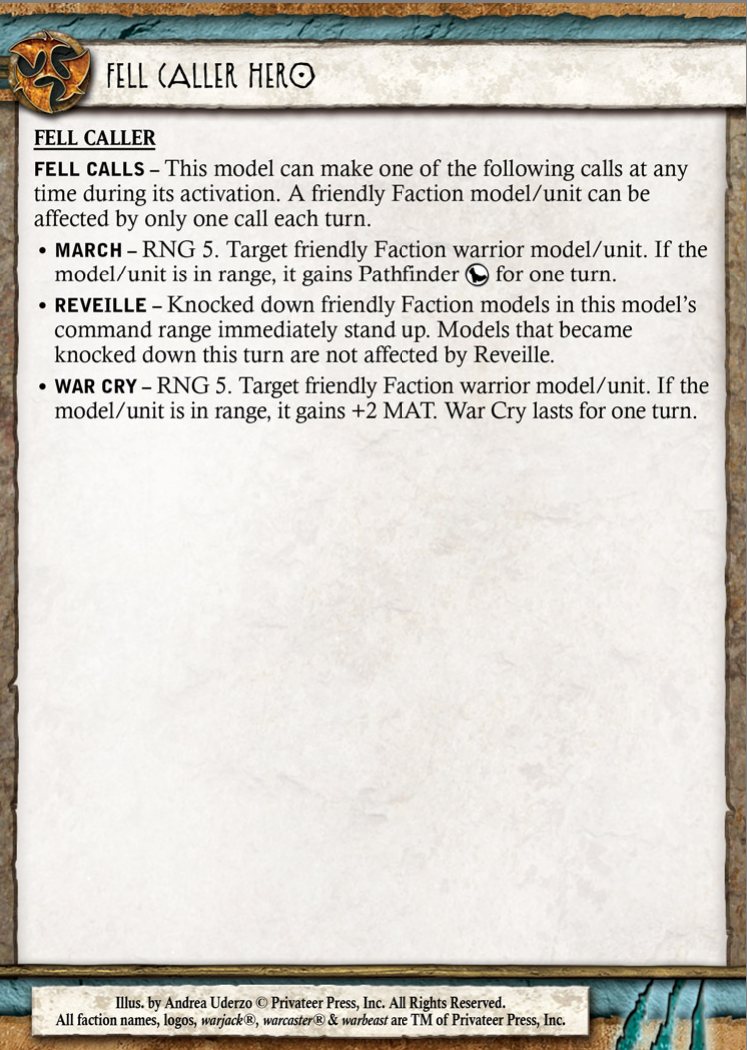 FELL CALLER HERO
FELL CALLER
FELL CALLS – This model can make one of the following calls at any
time during its activation. A friendly Faction model/unit can be
affected by only one call each turn.
• MARCH – RNG 5. Target friendly Faction warrior model/unit. If the
model/unit is in range, it gains Pathfinder for one turn.
• REVEILLE – Knocked down friendly Faction models in this model’s
command range immediately stand up. Models that became
knocked down this turn are not affected by Reveille.
• WAR CRY – RNG 5. Target friendly Faction warrior model/unit. If the
model/unit is in range, it gains +2 MAT. War Cry lasts for one turn.
Illus. by Andrea Uderzo © Privateer Press, Inc. All Rights Reserved.
All faction names, logos, warjack®, warcaster® & warbeast are TM of Privateer Press, Inc.